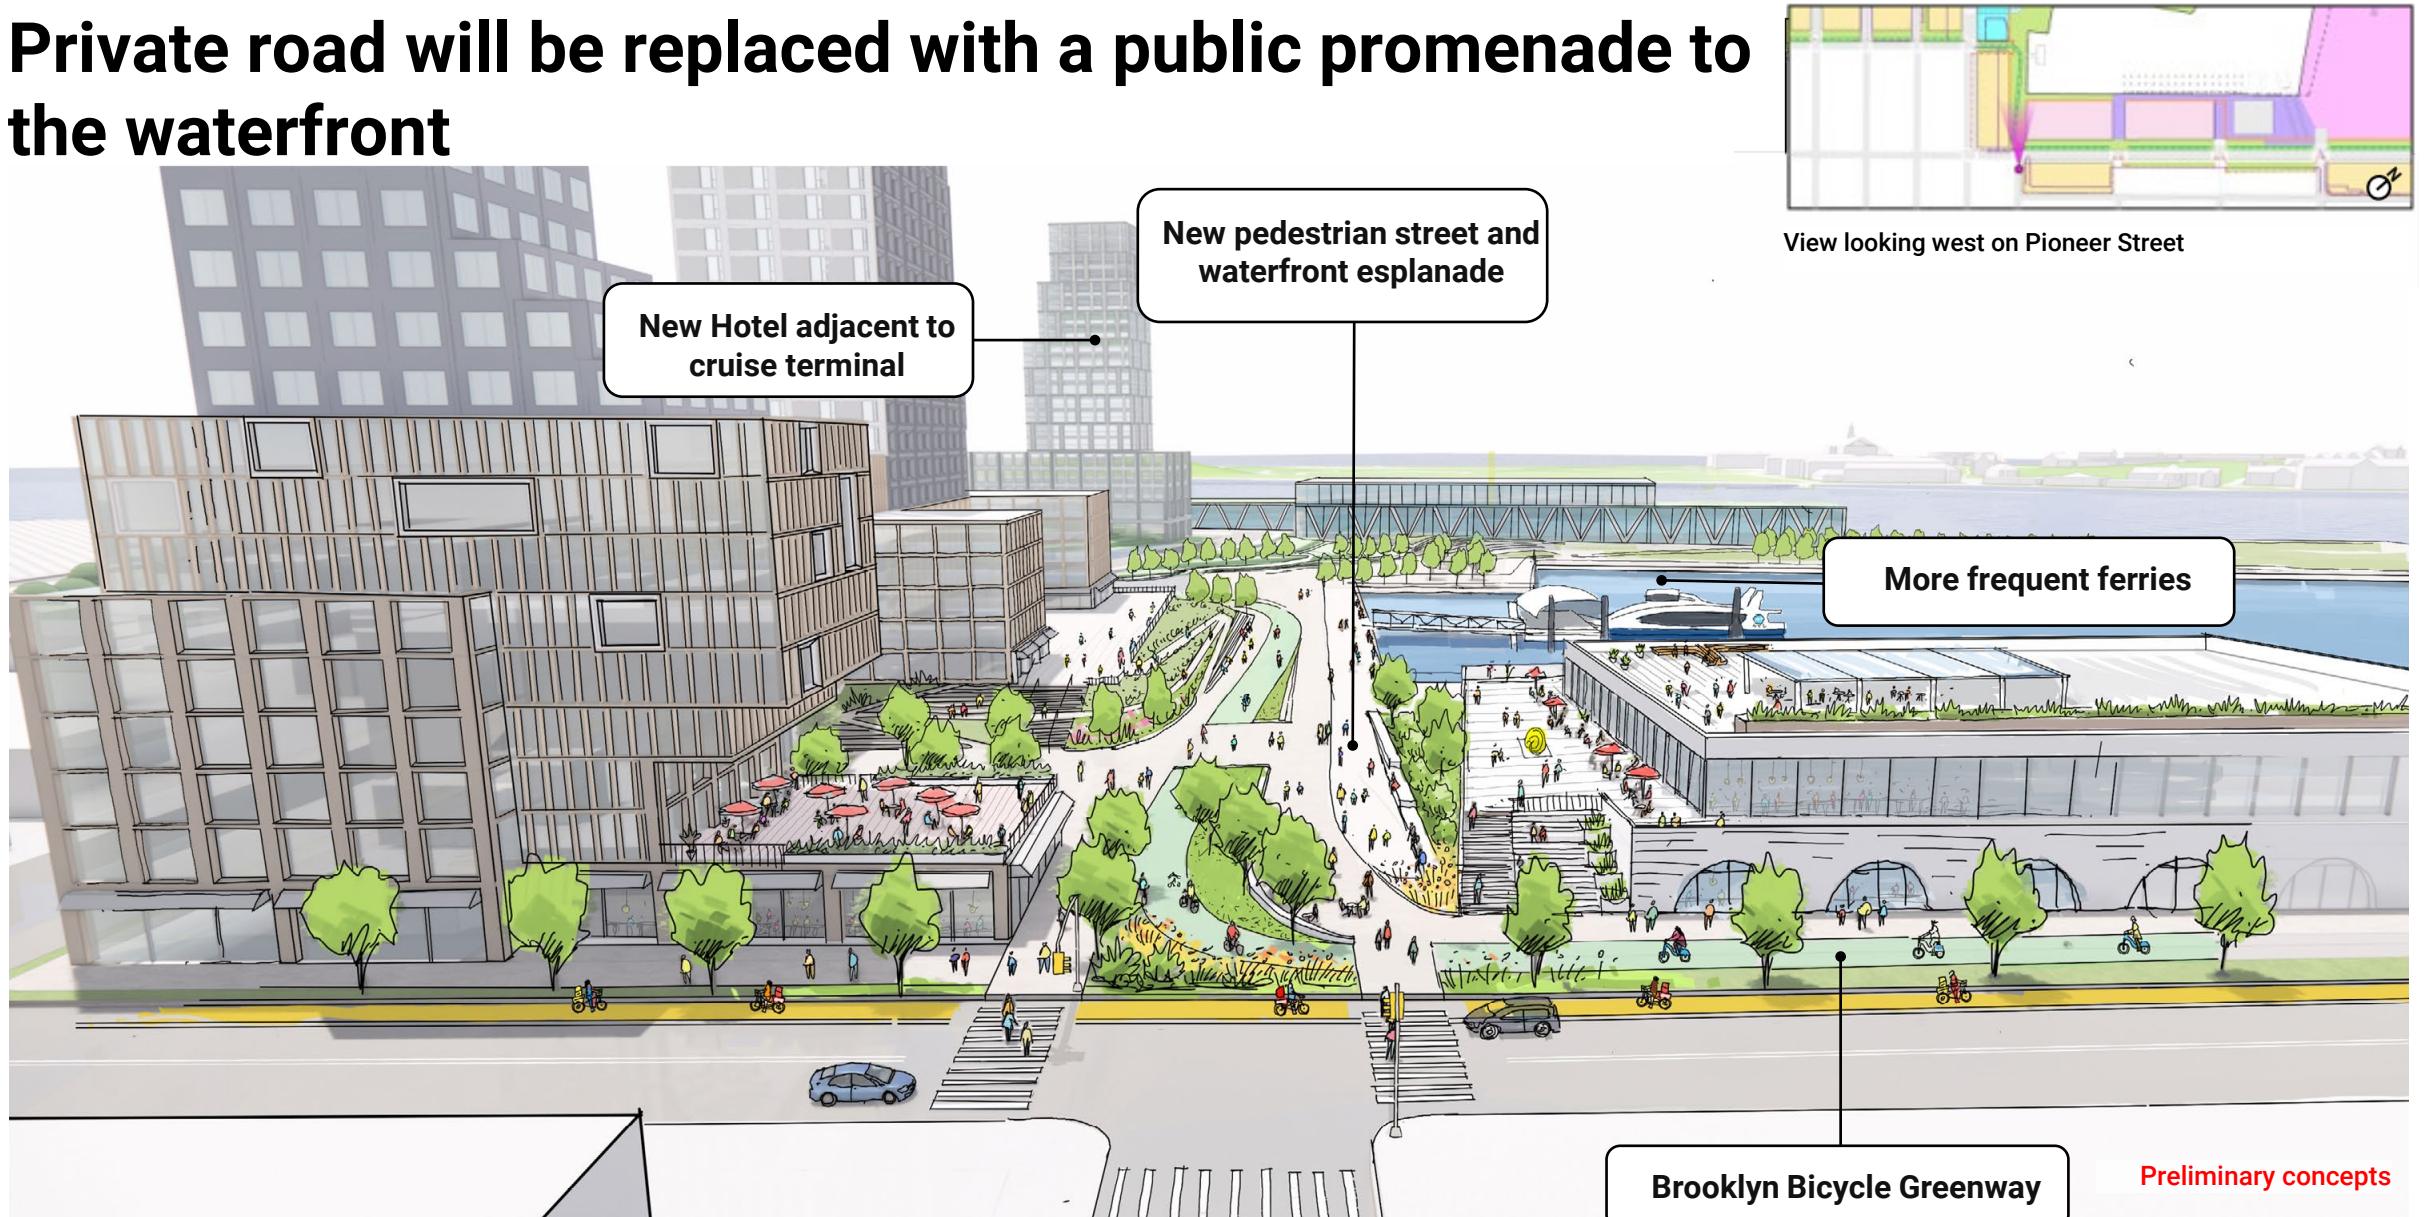 Private road will be replaced with a public promenade to
the waterfront
N
View looking west on Pioneer Street
New pedestrian street and
waterfront esplanade
New Hotel adjacent to
cruise terminal
More frequent ferries
Brooklyn Bicycle Greenway
Preliminary concepts